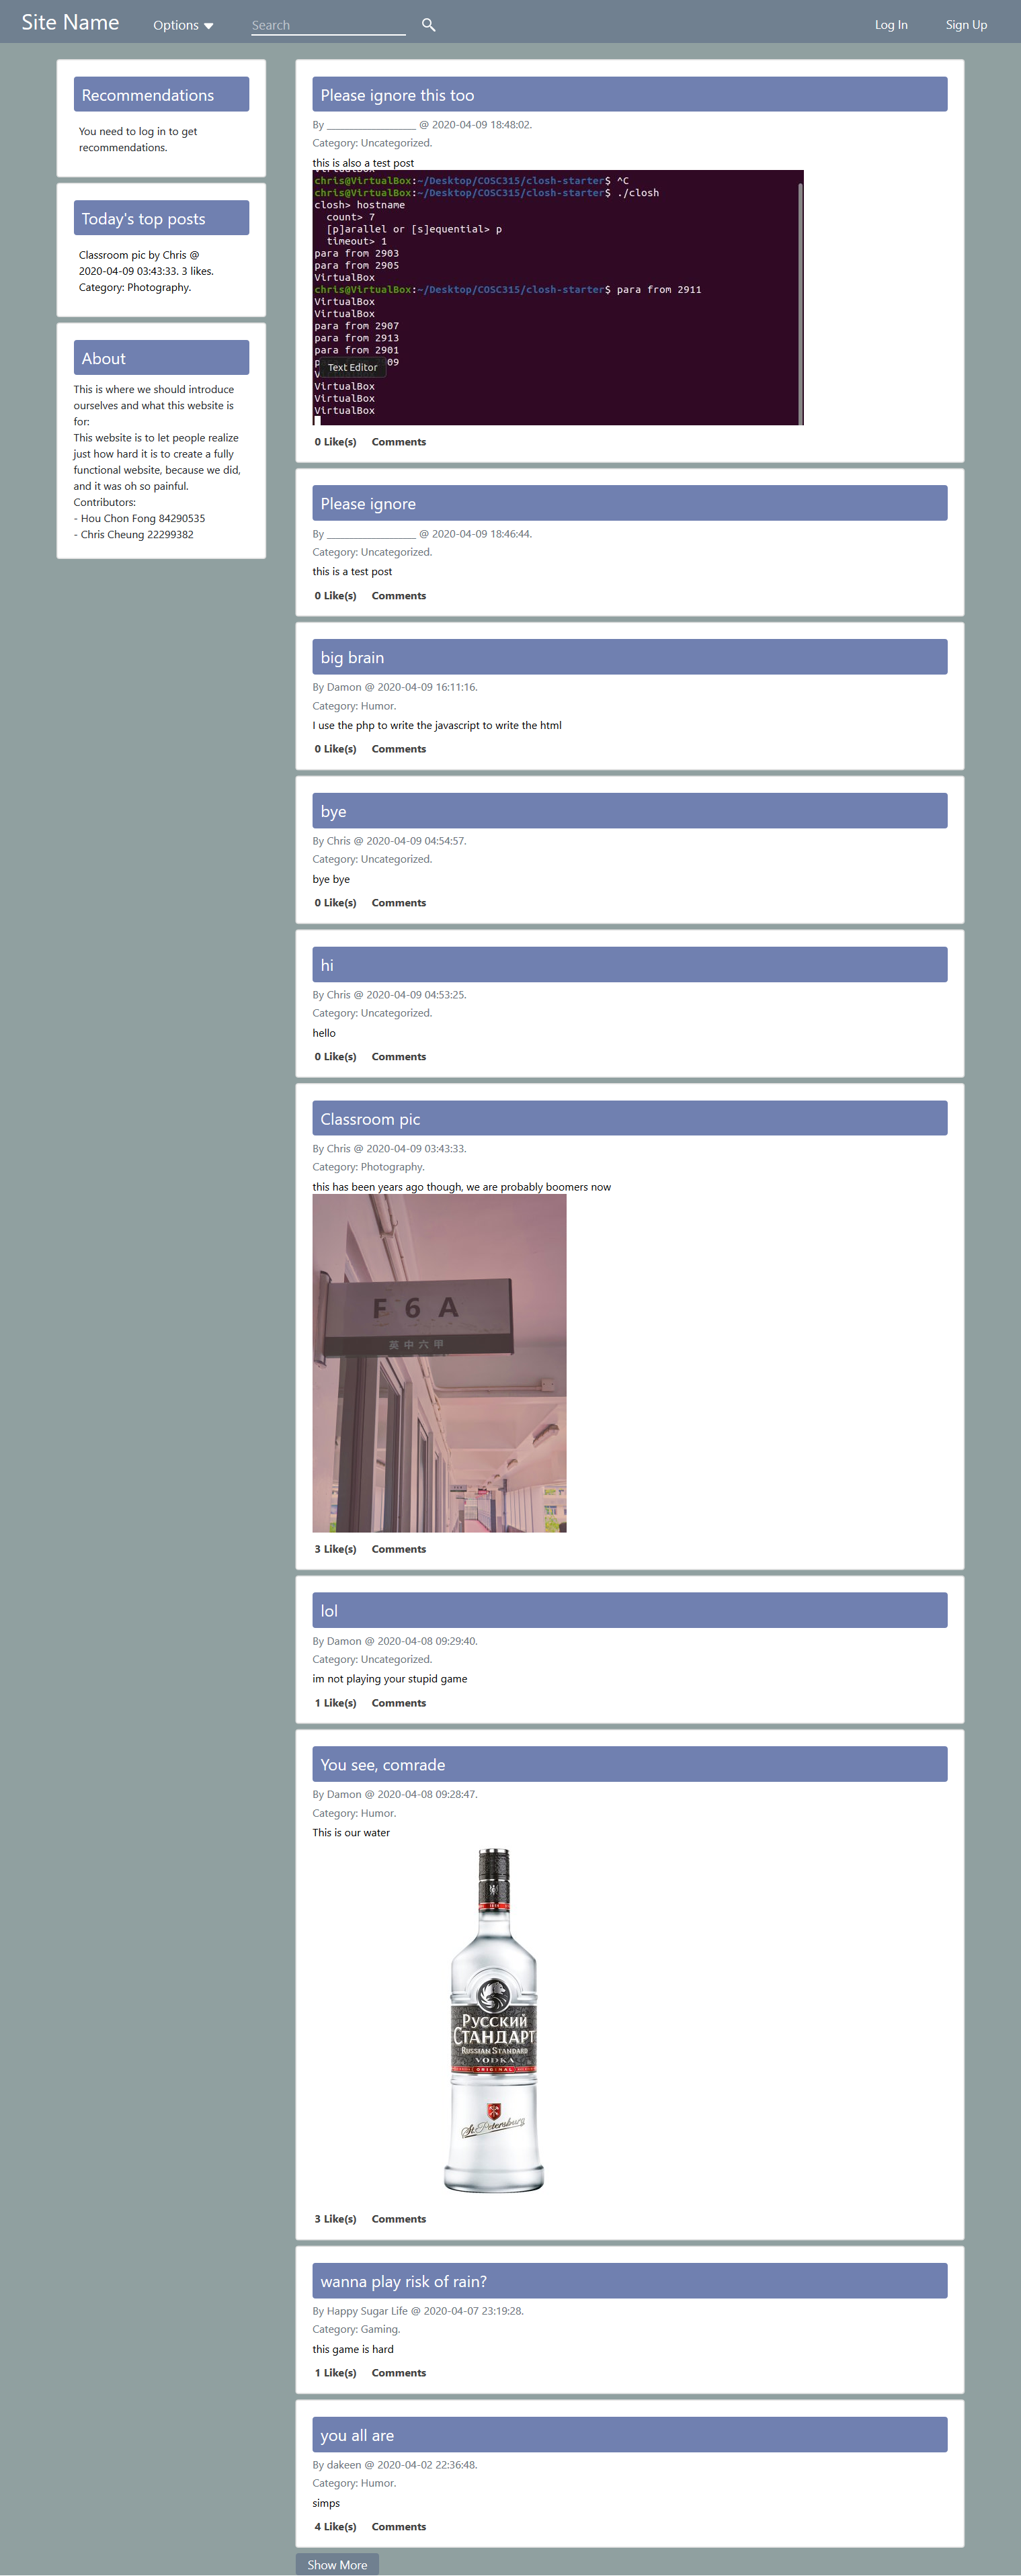 Site Name
Options
Search
Log In
Sign Up
Recommendations
You need to log in to get
recommendations.
Today's top posts
Classroom pic by Chris @
2020-04-09 03:43:33. 3 likes.
Category: Photography.
About
This is where we should introduce
ourselves and what this website is
for:
This website is to let people realize
just how hard it is to create a fully
functional website, because we did,
and it was oh so painful.
Contributors:
- Hou Chon Fong 84290535
- Chris Cheung 22299382
Please ignore this too
By ________________ @ 2020-04-09 18:48:02.
Category: Uncategorized.
this is also a test post
VirtualBox
chris@VirtualBox:~/Desktop/COSC315/closh-starter$ ^C
chris@VirtualBox:~/Desktop/COSC315/closh-starter$ ./closh
closh> hostname
count> 7
[p]arallel or [s]equential> p
timeout> 1
para from 2903
para from 2905
VirtualBox
chris@VirtualBox:~/Desktop/COSC315/closh-starter$ para from 2911
VirtualBox
VirtualBox
para from 2907
para from 2913
para from 2901
p 09
Text Editor
V
VirtualBox
VirtualBox
VirtualBox
0 Like(s) Comments
Please ignore
By ________________ @ 2020-04-09 18:46:44.
Category: Uncategorized.
this is a test post
0 Like(s) Comments
big brain
By Damon @ 2020-04-09 16:11:16.
Category: Humor.
I use the php to write the javascript to write the html
0 Like(s) Comments
bye
By Chris @ 2020-04-09 04:54:57.
Category: Uncategorized.
bye bye
0 Like(s) Comments
hi
By Chris @ 2020-04-09 04:53:25.
Category: Uncategorized.
hello
0 Like(s) Comments
Classroom pic
By Chris @ 2020-04-09 03:43:33.
Category: Photography.
this has been years ago though, we are probably boomers now
F 6 A
英中六甲
3 Like(s) Comments
lol
By Damon @ 2020-04-08 09:29:40.
Category: Uncategorized.
im not playing your stupid game
1 Like(s) Comments
You see, comrade
By Damon @ 2020-04-08 09:28:47.
Category: Humor.
This is our water
РУССКИЙ
СТАНДАРТ
RUSSIAN STANDARD
VODKA
ORIGINAL
St. Petersburg
3 Like(s) Comments
wanna play risk of rain?
By Happy Sugar Life @ 2020-04-07 23:19:28.
Category: Gaming.
this game is hard
1 Like(s) Comments
you all are
By dakeen @ 2020-04-02 22:36:48.
Category: Humor.
simps
4 Like(s) Comments
Show More